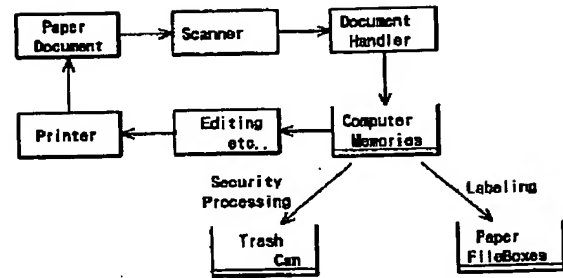 Paper
Document
Scanner
Document
Handler
Printer
Editing
etc..
Computer
Memories
Security
Processing
Labeling
Trash
Can
Paper
FileBoxes